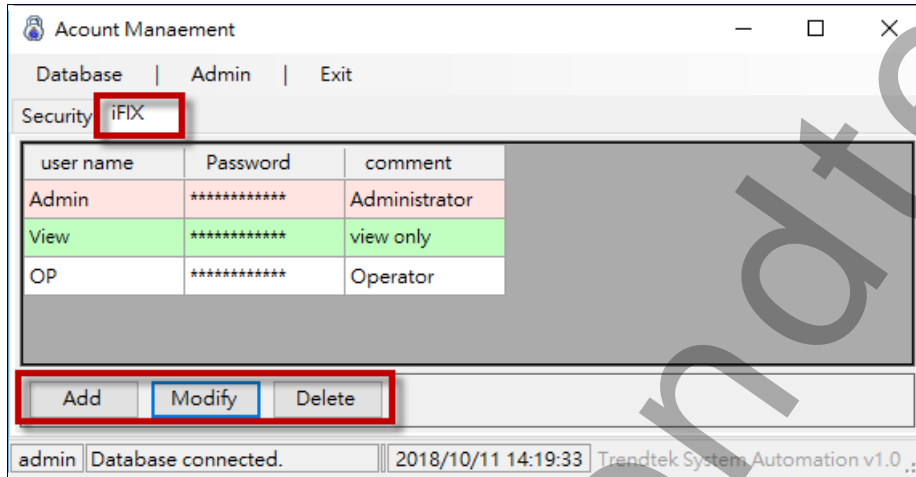 Acount Manaement
Database | Admin | Exit
Security iFIX
user name Password comment
Admin ************ Administrator
View ************ view only
OP ************ Operator
Add Modify Delete
admin Database connected. 2018/10/11 14:19:33 Trendtek System Automation v1.0